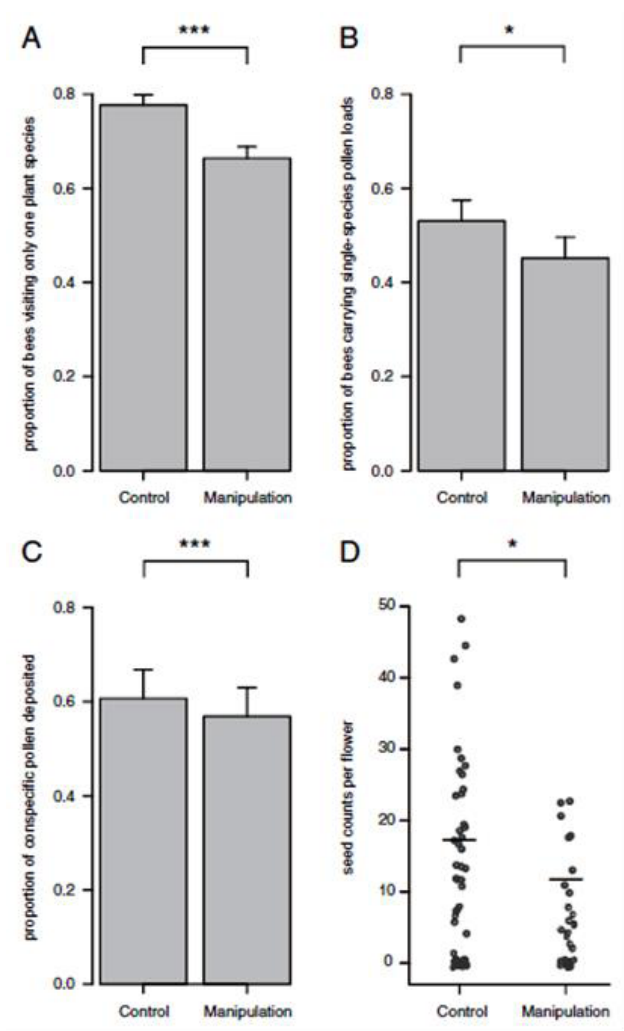 A
***
proportion of bees visiting only one plant species
0.8
0.6
0.4
0.2
0.0
Control Manipulation
B
*
proportion of bees carrying single-species pollen loads
0.8
0.6
0.4
0.2
0.0
Control Manipulation
C
***
proportion of conspecific pollen deposited
0.8
0.6
0.4
0.2
0.0
Control Manipulation
D
*
seed counts per flower
50
40
30
20
10
0
Control Manipulation